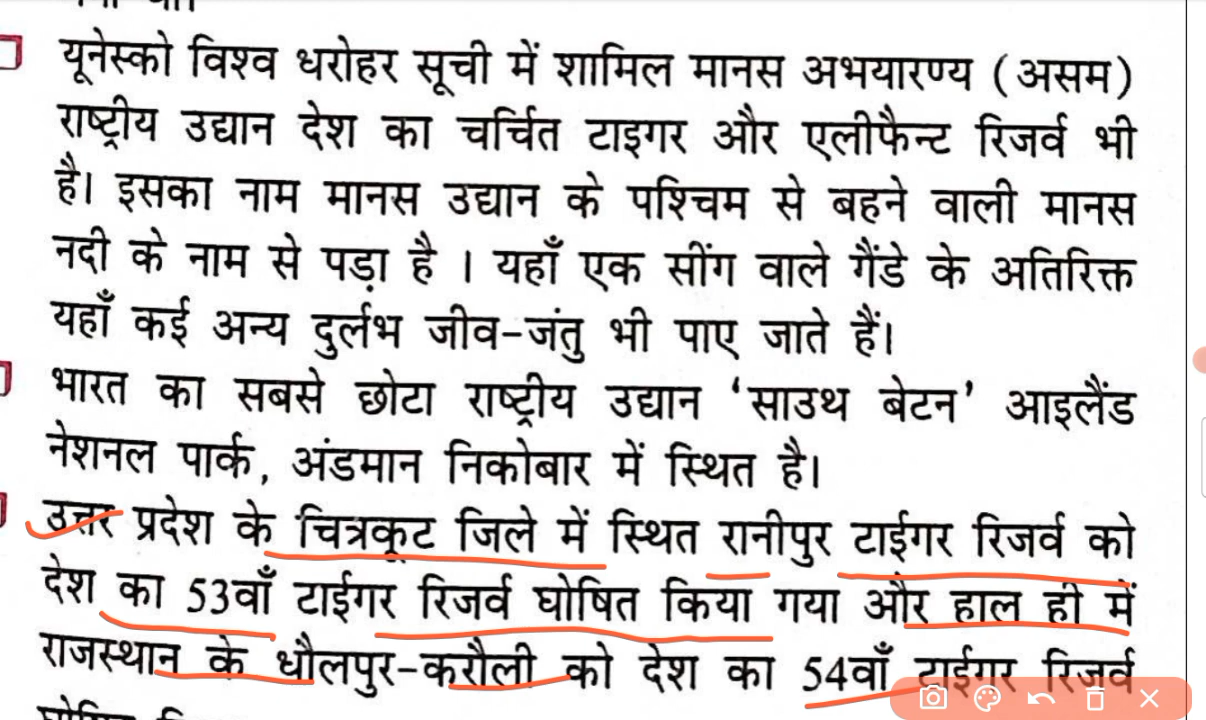 यूनेस्को विश्व धरोहर सूची में शामिल मानस अभयारण्य (असम)
राष्ट्रीय उद्यान देश का चर्चित टाइगर और एलीफैन्ट रिजर्व भी
है। इसका नाम मानस उद्यान के पश्चिम से बहने वाली मानस
नदी के नाम से पड़ा है । यहाँ एक सींग वाले गैंडे के अतिरिक्त
यहाँ कई अन्य दुर्लभ जीव-जंतु भी पाए जाते हैं।
भारत का सबसे छोटा राष्ट्रीय उद्यान ‘साउथ बेटन’ आइलैंड
नेशनल पार्क, अंडमान निकोबार में स्थित है।
उत्तर प्रदेश के चित्रकूट जिले में स्थित रानीपुर टाईगर रिजर्व को
देश का 53वाँ टाईगर रिजर्व घोषित किया गया और हाल ही में
राजस्थान के धौलपुर-करौली को देश का 54वाँ टाईगर रिजर्व